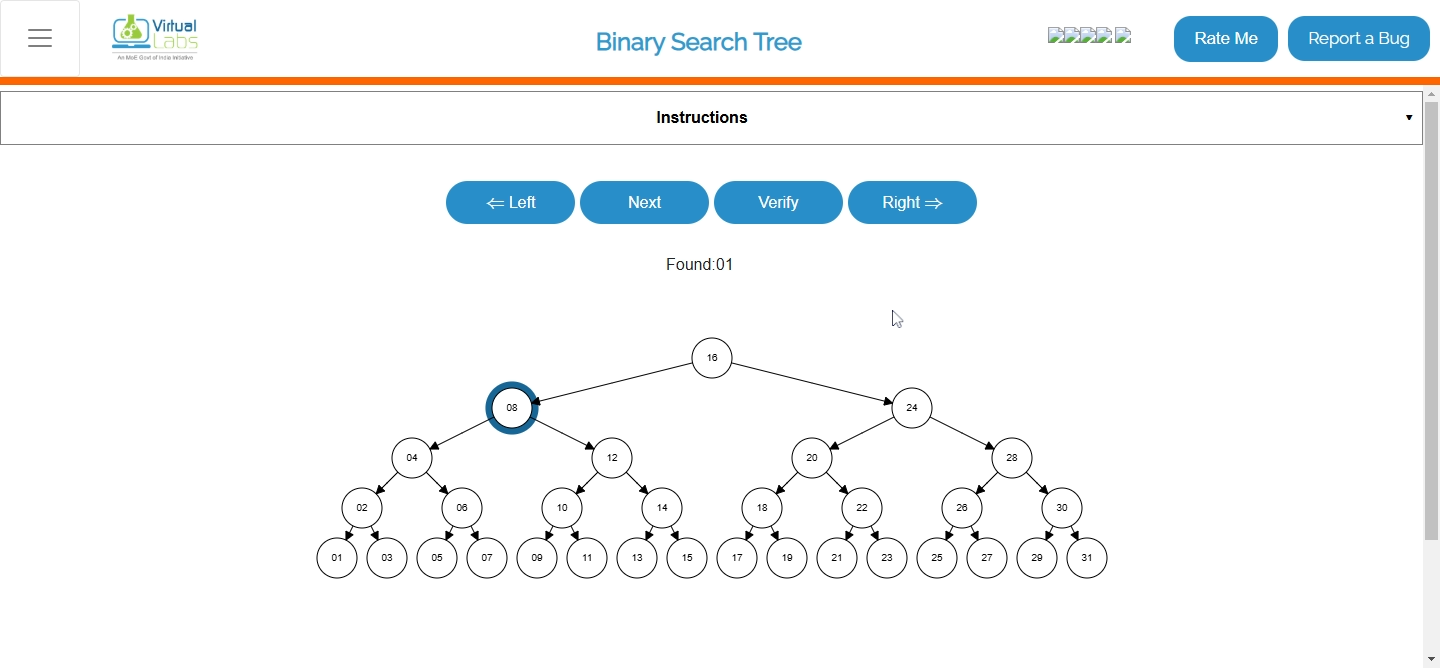 Virtual
Labs
An MoE Govt of India Initiative
Binary Search Tree
Rate Me
Report a Bug
Instructions
⇐ Left
Next
Verify
Right ⇒
Found:01
16
08
24
04
12
20
28
02
06
10
14
18
22
26
30
01
03
05
07
09
11
13
15
17
19
21
23
25
27
29
31